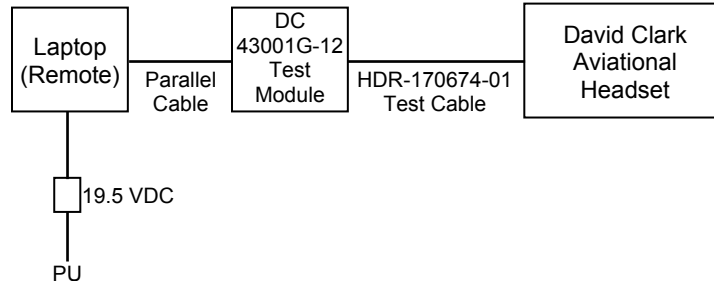 Laptop
(Remote)
Parallel
Cable
DC
43001G-12
Test
Module
HDR-170674-01
Test Cable
David Clark
Aviational
Headset
19.5 VDC
PU